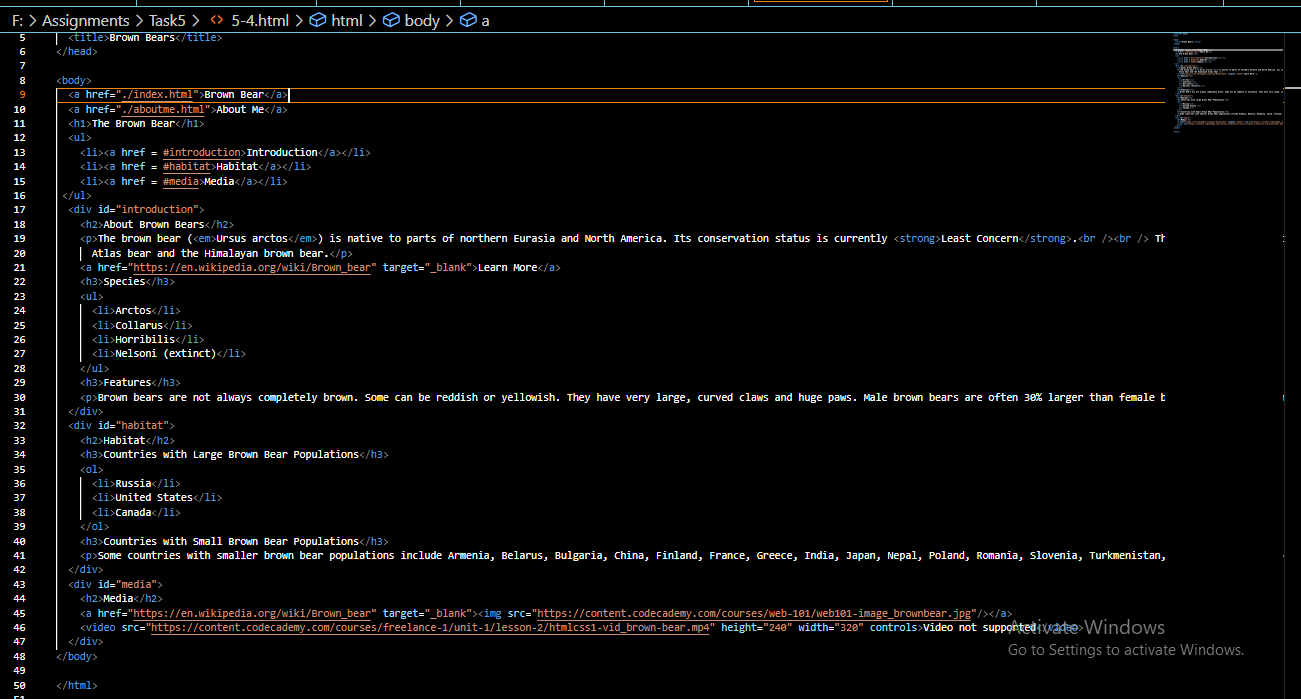 F: > Assignments > Task5 > <> 5-4.html > html > body > a
5 <title>Brown Bears</title>
6 </head>
7
8 <body>
9 <a href="./index.html">Brown Bear</a>
10 <a href="./aboutme.html">About Me</a>
11 <h1>The Brown Bear</h1>
12 <ul>
13 <li><a href = #introduction>Introduction</a></li>
14 <li><a href = #habitat>Habitat</a></li>
15 <li><a href = #media>Media</a></li>
16 </ul>
17 <div id="introduction">
18 <h2>About Brown Bears</h2>
19 <p>The brown bear (<em>Ursus arctos</em>) is native to parts of northern Eurasia and North America. Its conservation status is currently <strong>Least Concern</strong>.<br /><br /> Th
20 Atlas bear and the Himalayan brown bear.</p>
21 <a href="https://en.wikipedia.org/wiki/Brown_bear" target="_blank">Learn More</a>
22 <h3>Species</h3>
23 <ul>
24 <li>Arctos</li>
25 <li>Collarus</li>
26 <li>Horribilis</li>
27 <li>Nelsoni (extinct)</li>
28 </ul>
29 <h3>Features</h3>
30 <p>Brown bears are not always completely brown. Some can be reddish or yellowish. They have very large, curved claws and huge paws. Male brown bears are often 30% larger than female b
31 </div>
32 <div id="habitat">
33 <h2>Habitat</h2>
34 <h3>Countries with Large Brown Bear Populations</h3>
35 <ol>
36 <li>Russia</li>
37 <li>United States</li>
38 <li>Canada</li>
39 </ol>
40 <h3>Countries with Small Brown Bear Populations</h3>
41 <p>Some countries with smaller brown bear populations include Armenia, Belarus, Bulgaria, China, Finland, France, Greece, India, Japan, Nepal, Poland, Romania, Slovenia, Turkmenistan,
42 </div>
43 <div id="media">
44 <h2>Media</h2>
45 <a href="https://en.wikipedia.org/wiki/Brown_bear" target="_blank"><img src="https://content.codecademy.com/courses/web-101/web101-image_brownbear.jpg"/></a>
46 <video src="https://content.codecademy.com/courses/freelance-1/unit-1/lesson-2/htmlcss1-vid_brown-bear.mp4" height="240" width="320" controls>Video not supported</video>
47 </div>
48 </body>
49
50 </html>
51
Activate Windows
Go to Settings to activate Windows.